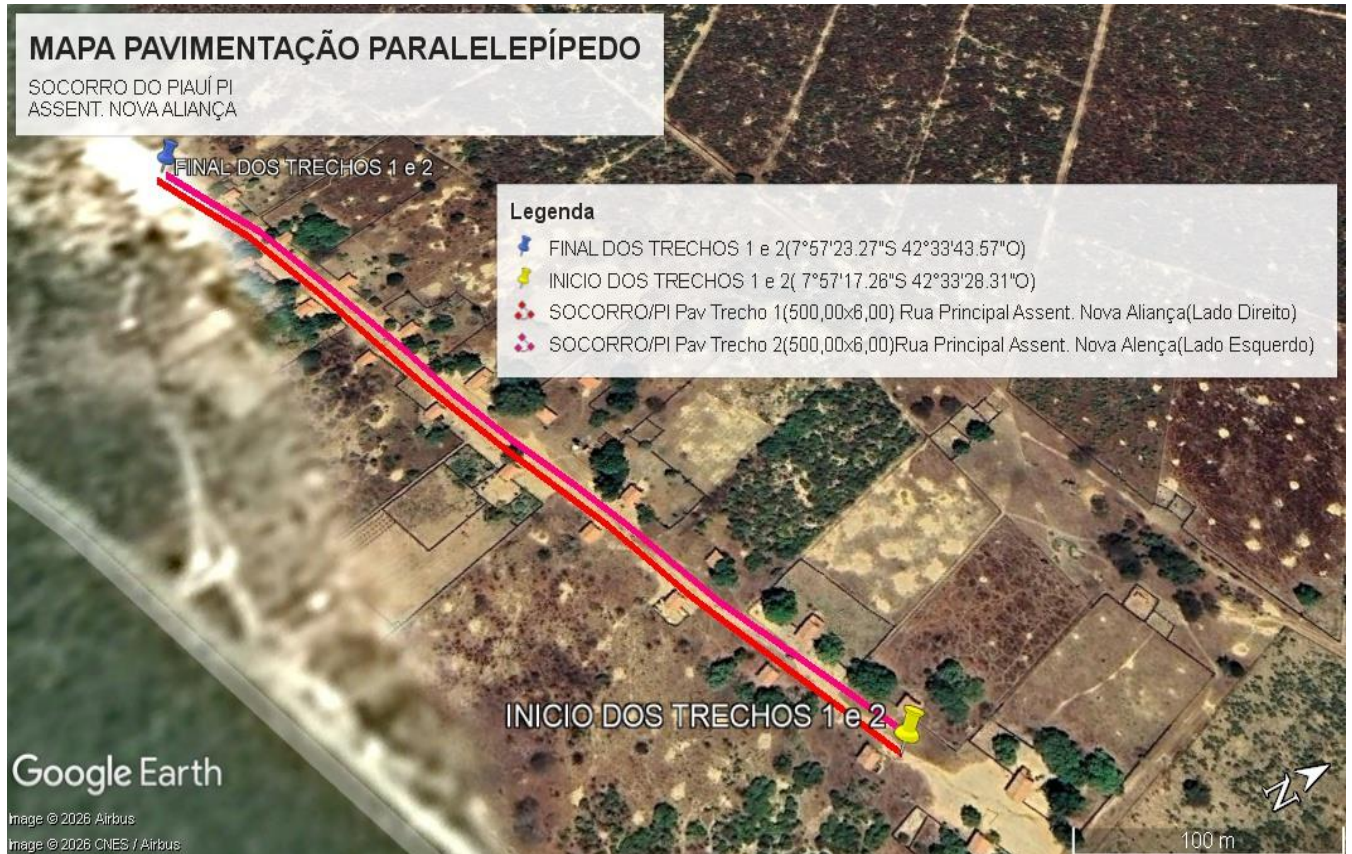 MAPA PAVIMENTAÇÃO PARALELEPÍPEDO
SOCORRO DO PIAUÍ PI
ASSENT. NOVA ALIANÇA
FINAL DOS TRECHOS 1 e 2
Legenda
FINAL DOS TRECHOS 1 e 2(7°57'23.27"S 42°33'43.57"O)
INICIO DOS TRECHOS 1 e 2( 7°57'17.26"S 42°33'28.31"O)
SOCORRO/PI Pav Trecho 1(500,00x6,00) Rua Principal Assent. Nova Aliança(Lado Direito)
SOCORRO/PI Pav Trecho 2(500,00x6,00)Rua Principal Assent. Nova Alença(Lado Esquerdo)
INICIO DOS TRECHOS 1 e 2
Google Earth
Image © 2026 Airbus
Image © 2026 CNES / Airbus
N
100 m